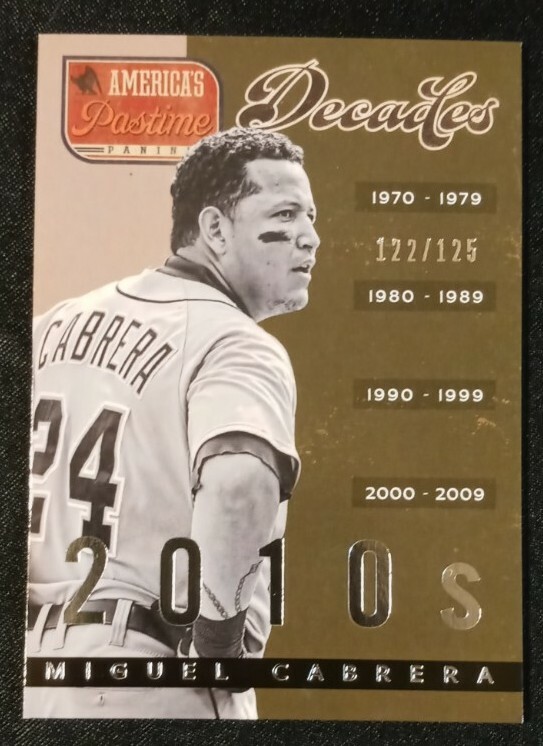 AMERICA'S
Pastime
PANINI
Decades
1970 - 1979
122/125
1980 - 1989
1990 - 1999
2000 - 2009
CABRERA
24
2010s
MIGUEL CABRERA